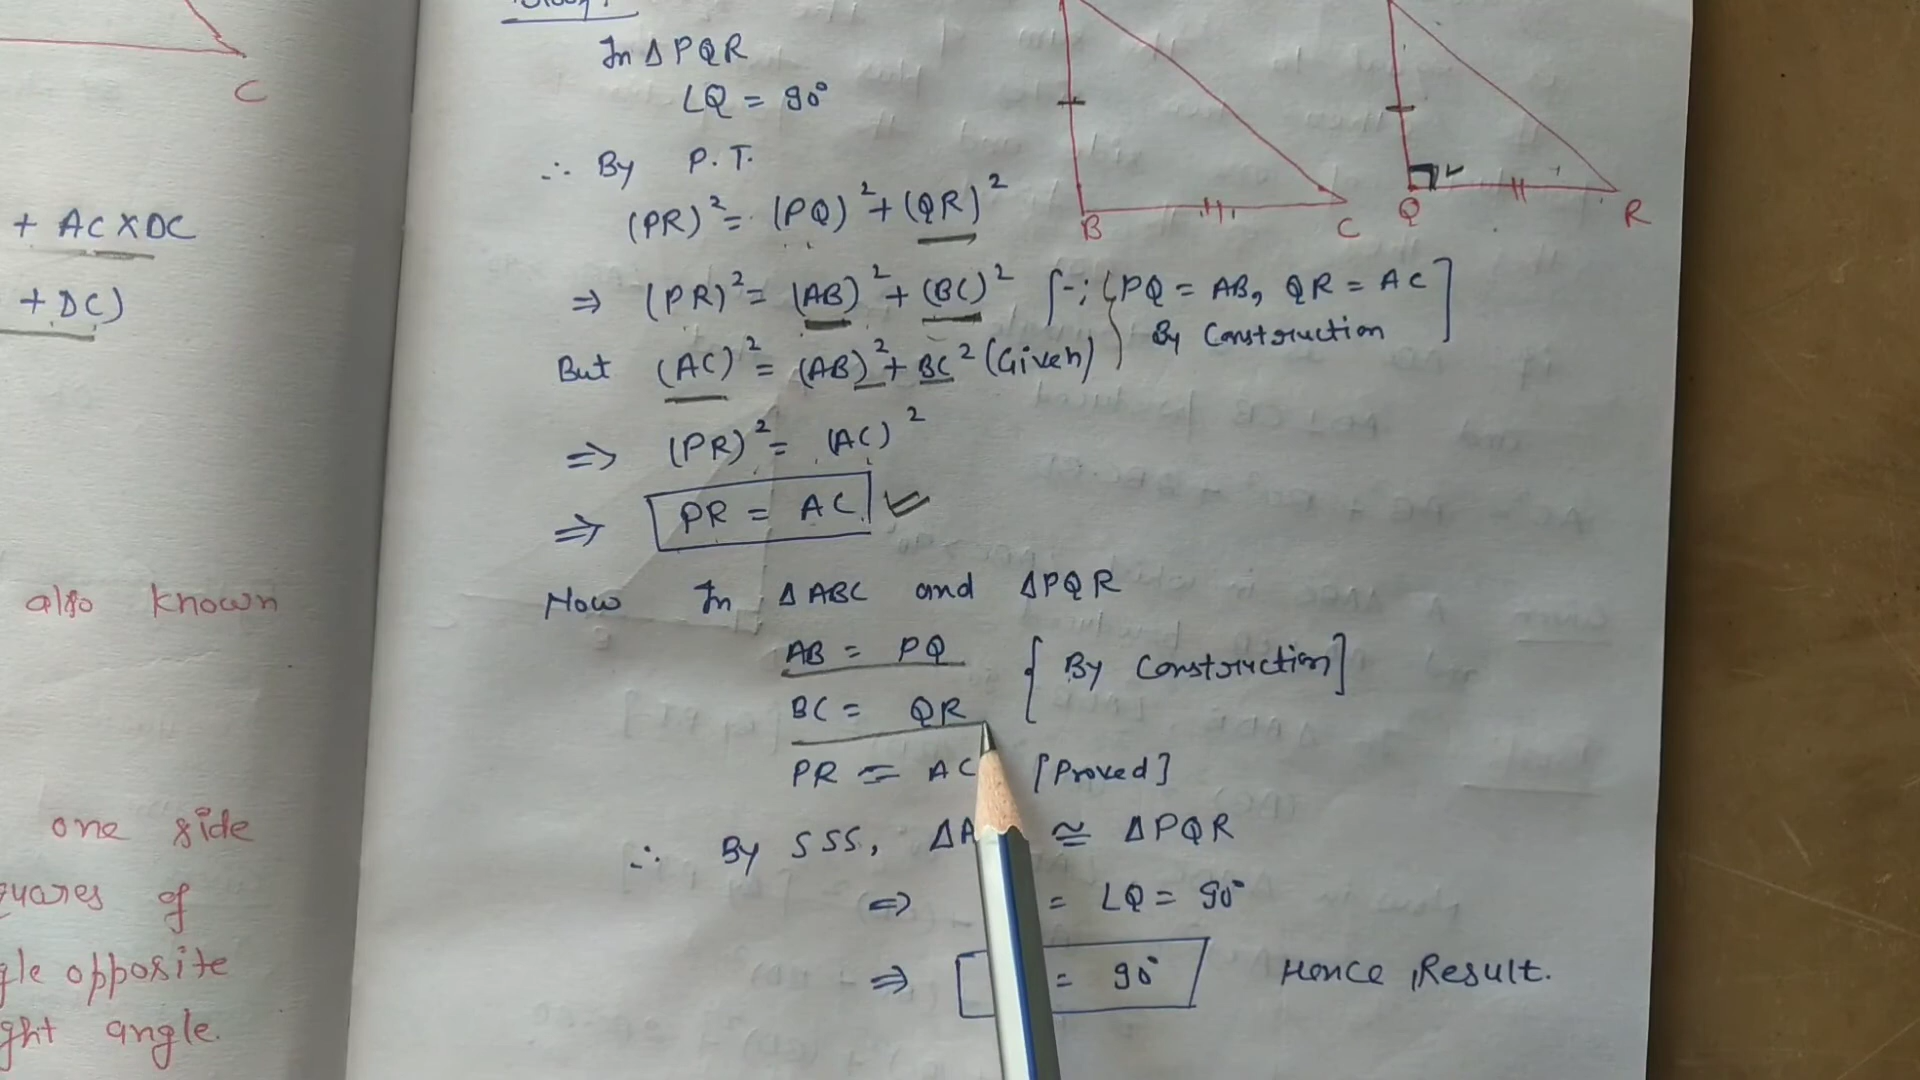 C
+ AC X DC
+ DC)
also known
one side
quares of
gle opposite
ght angle.
In Δ PQR
∠Q = 90°
∴ By P.T.
(PR)² = (PQ)² + (QR)²
⇒ (PR)² = (AB)² + (BC)² [∵ {PQ = AB, QR = AC]
By Construction
But (AC)² = (AB)² + BC² (Given)
⇒ (PR)² = (AC)²
⇒ PR = AC
Now In Δ ABC and Δ PQR
AB = PQ
BC = QR { By Construction]
PR = AC [Proved]
∴ By SSS, ΔA ≅ ΔPQR
⇒ = ∠Q = 90°
⇒ = 90° Hence, Result.
B
C
Q
R